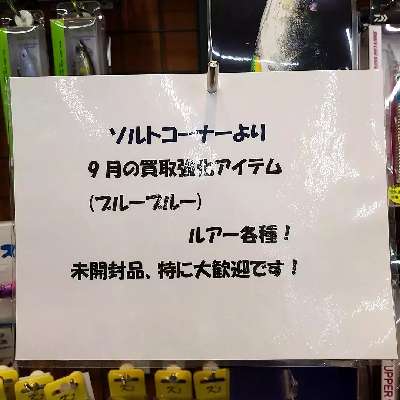 ソルトコーナーより
9月の買取強化アイテム
(ブルーブルー)
ルアー各種!
未開封品、特に大歓迎です!
UPPER